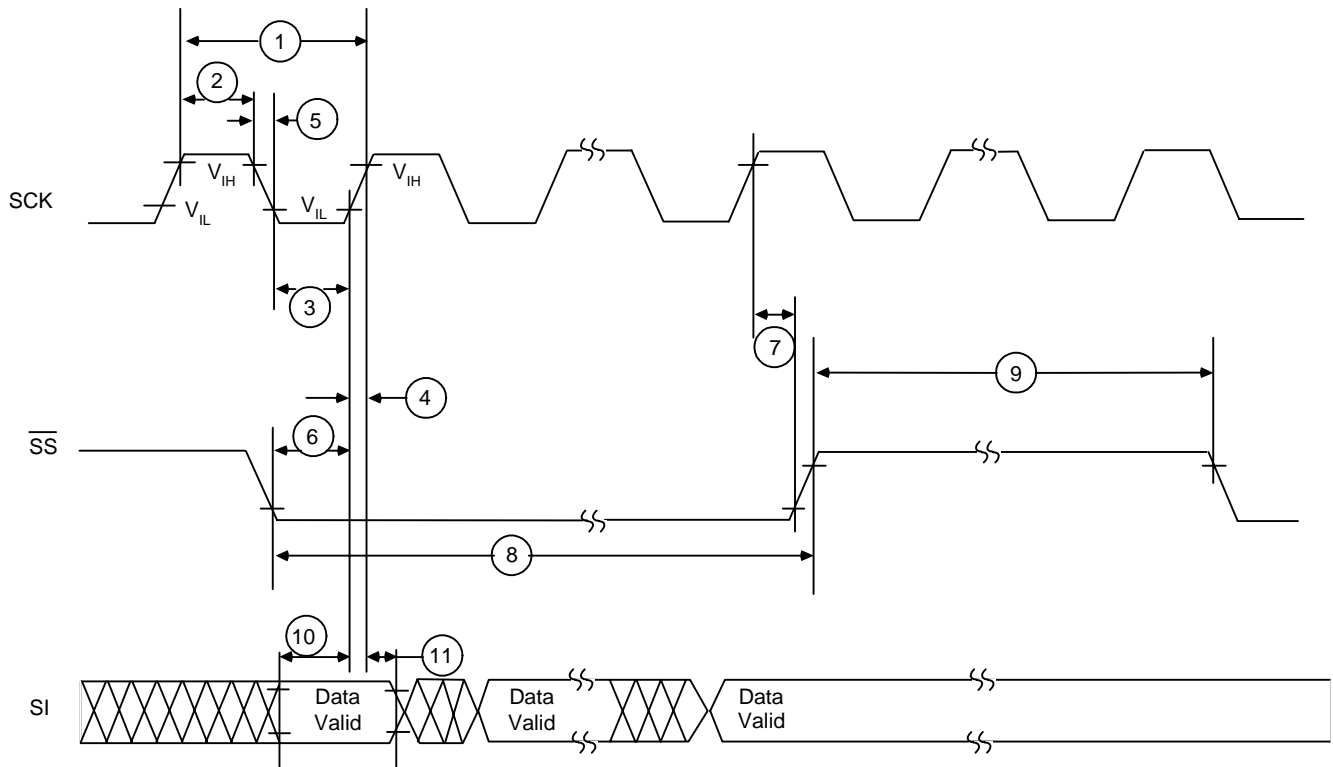 1
2
5
V_IH
V_IH
SCK
V_IL
V_IL
3
7
9
4
SS
6
8
10
11
SI
Data
Valid
Data
Valid
Data
Valid